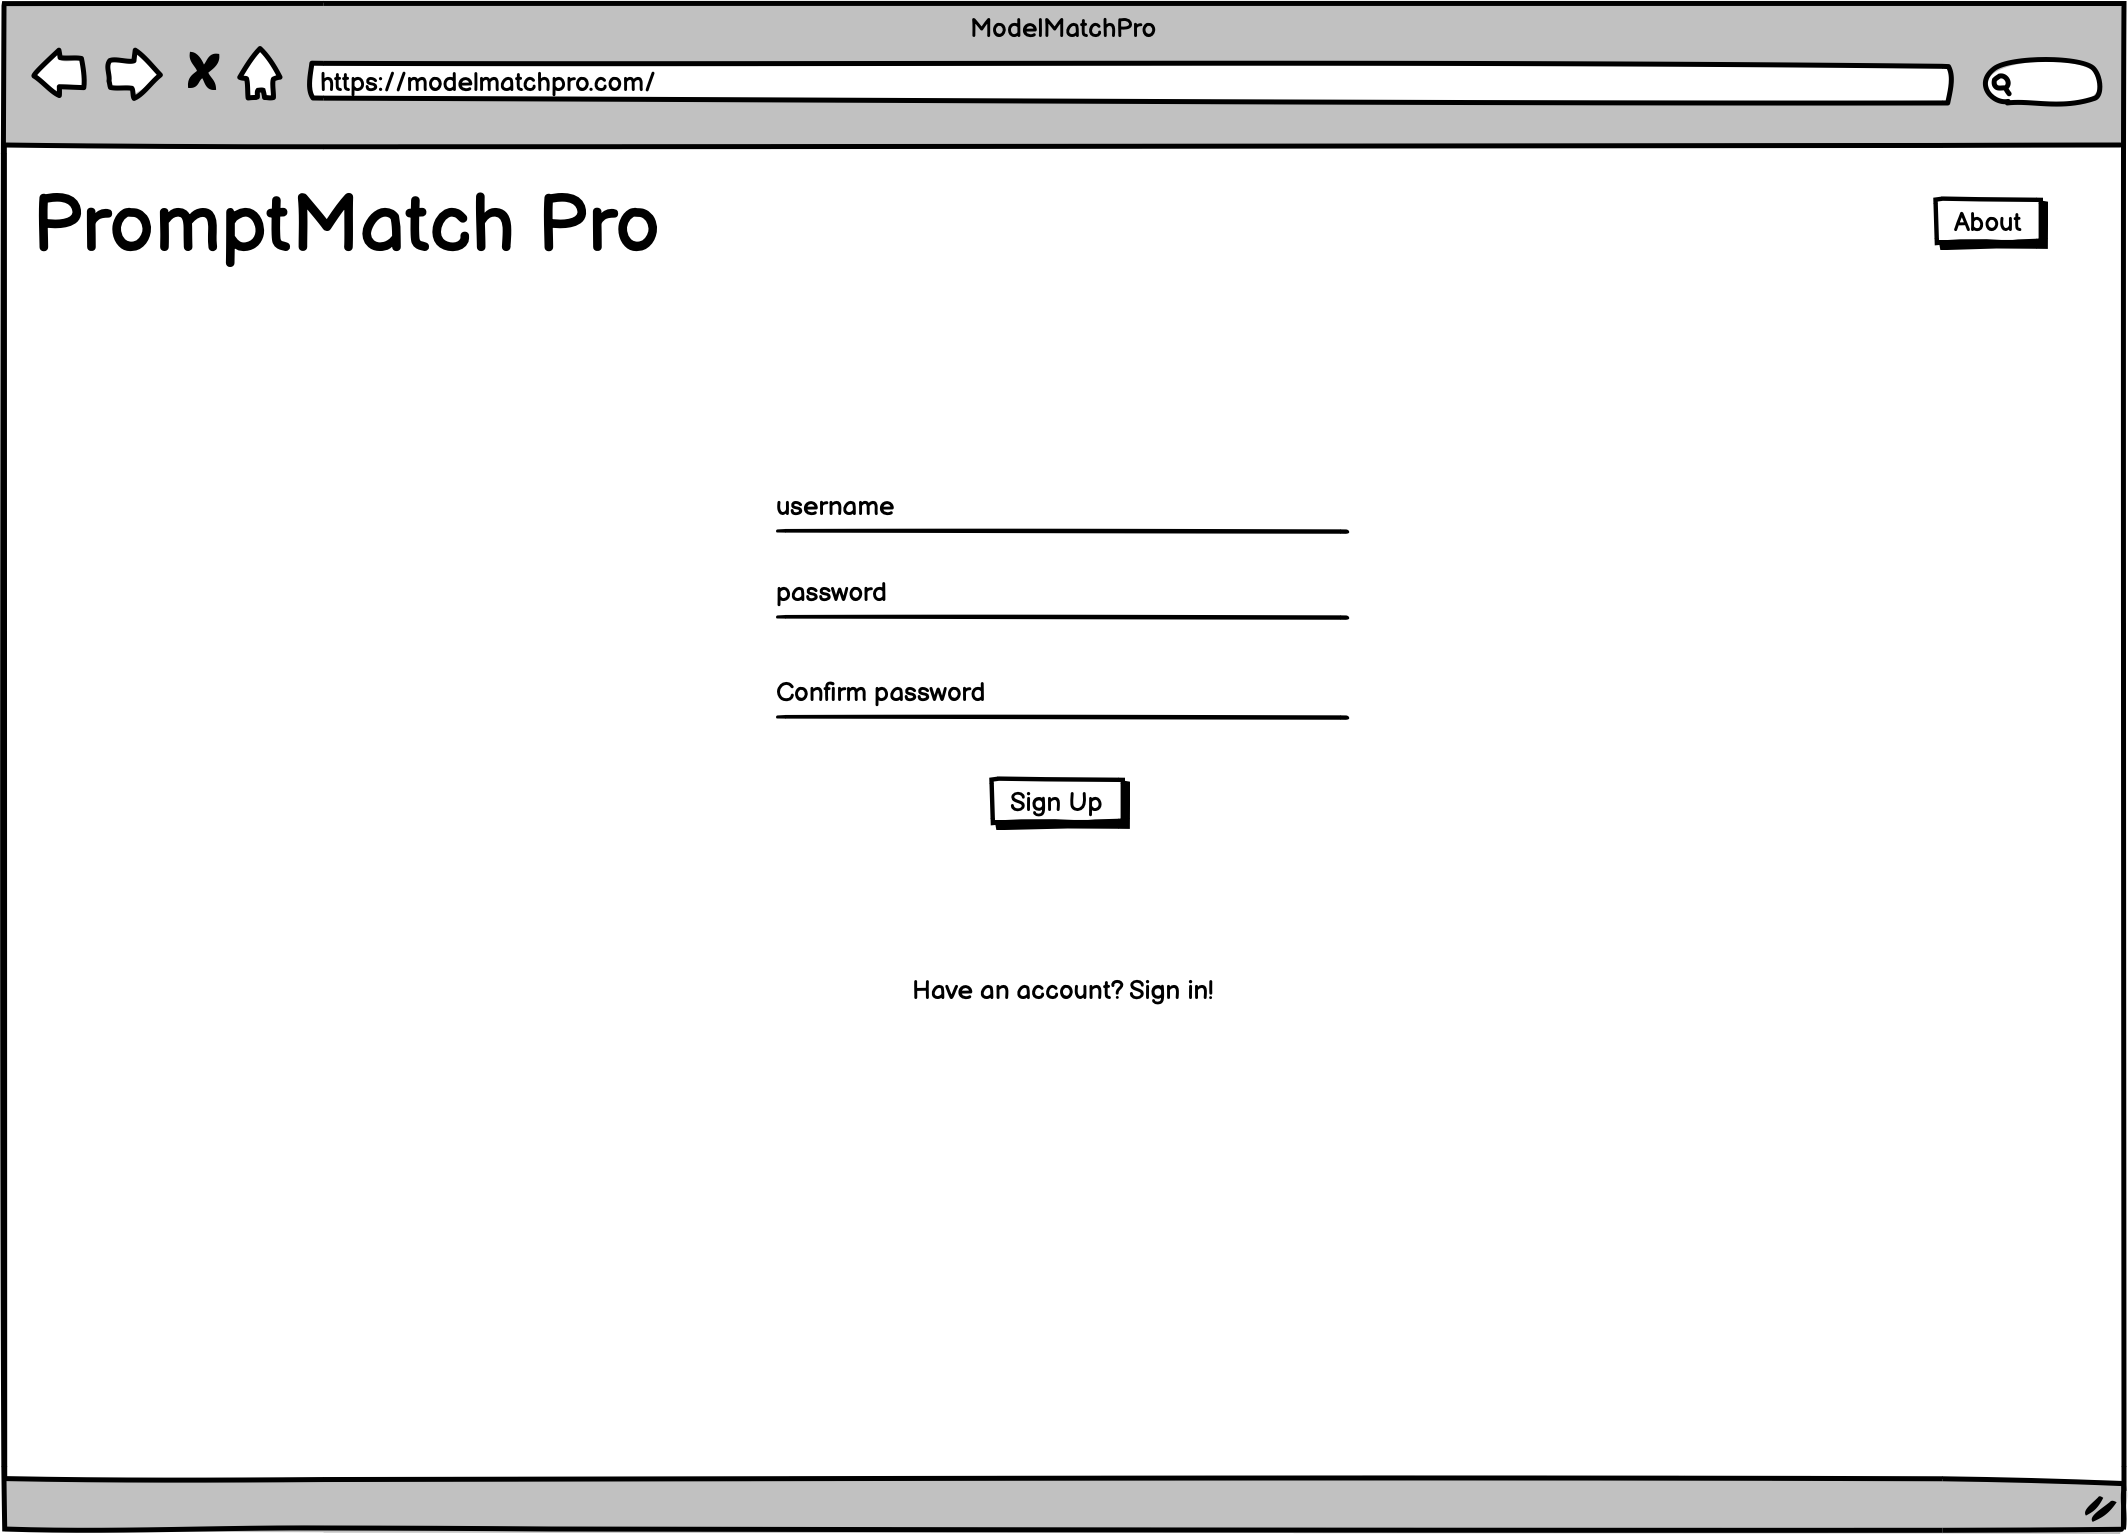 ModelMatchPro
https://modelmatchpro.com/
PromptMatch Pro
About
username
password
Confirm password
Sign Up
Have an account? Sign in!